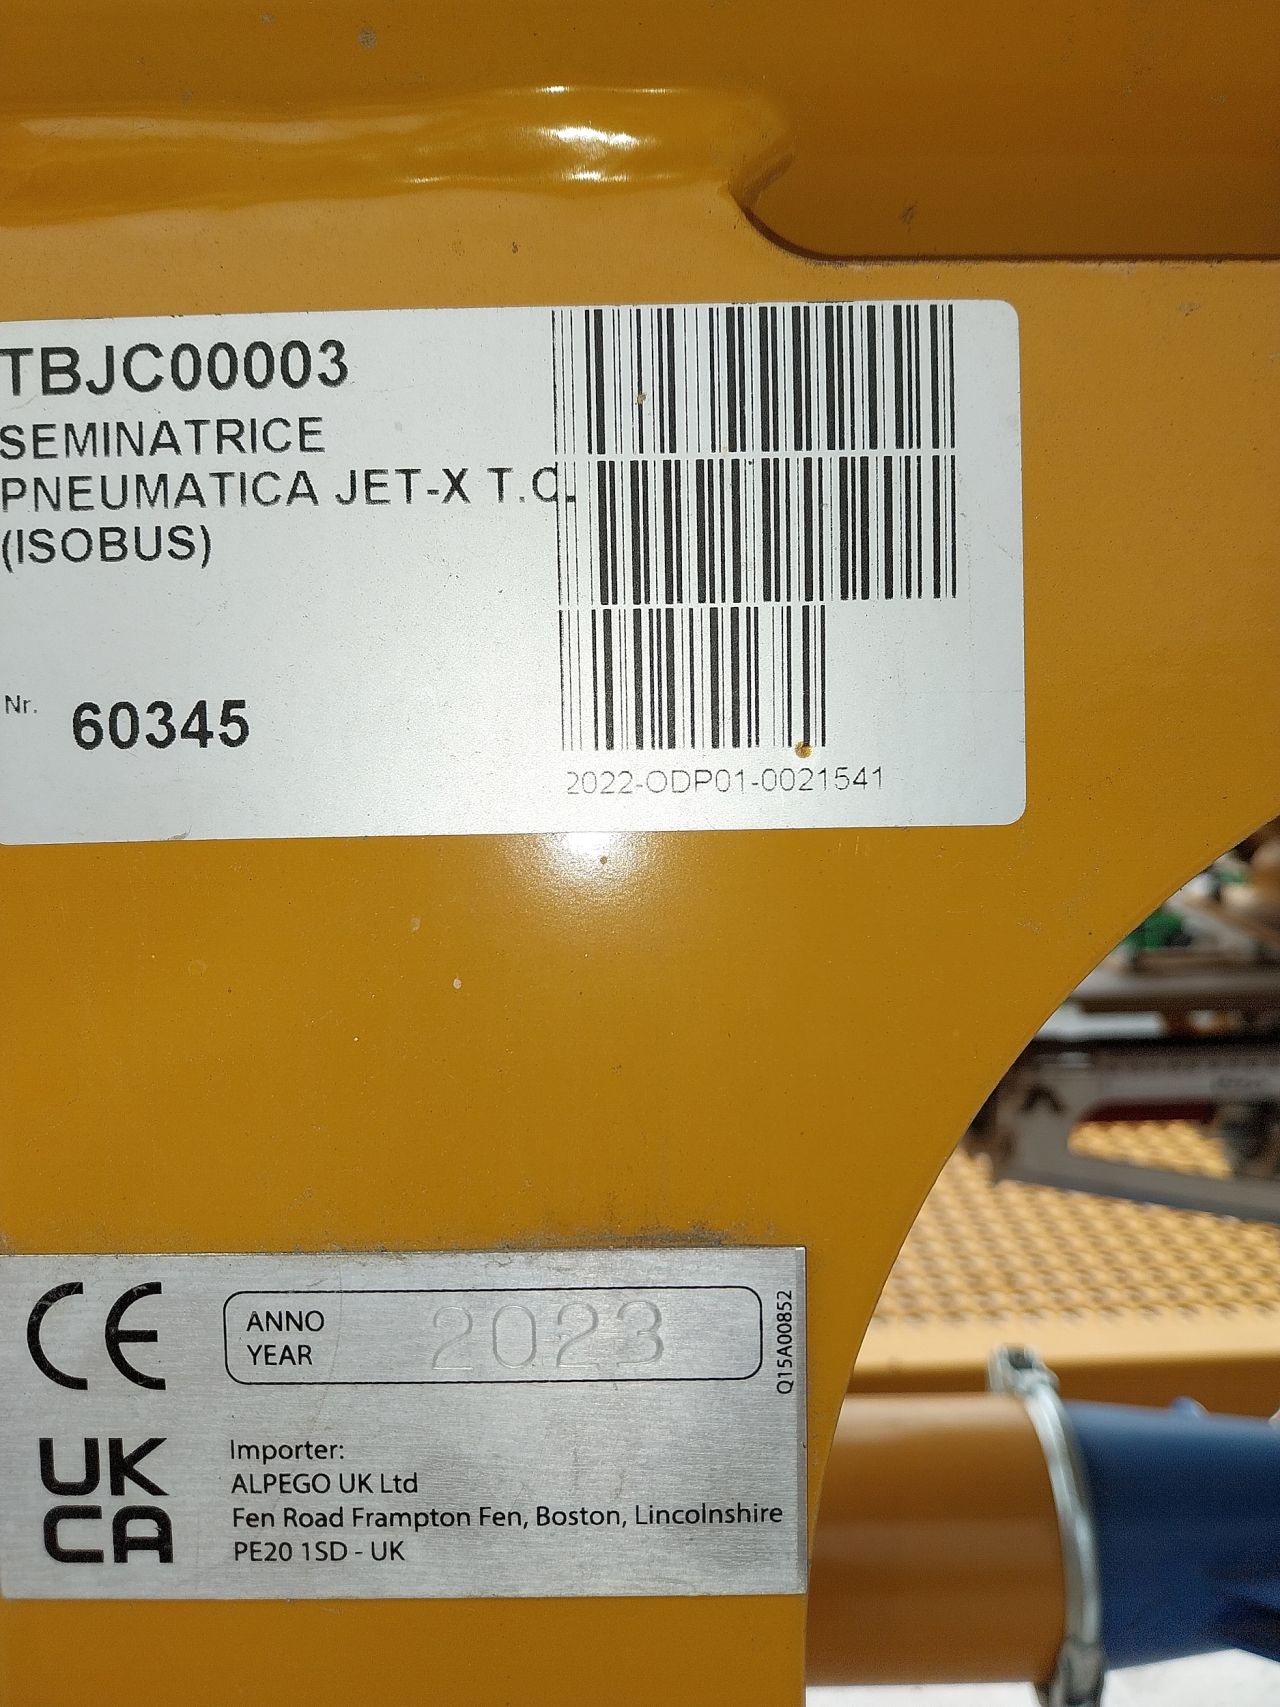 TBJC00003
SEMINATRICE
PNEUMATICA JET-X T.C.
(ISOBUS)
Nr. 60345
2022-ODP01-0021541
CE
ANNO
YEAR
2023
Q15A00852
UK
CA
Importer:
ALPEGO UK Ltd
Fen Road Frampton Fen, Boston, Lincolnshire
PE20 1SD - UK